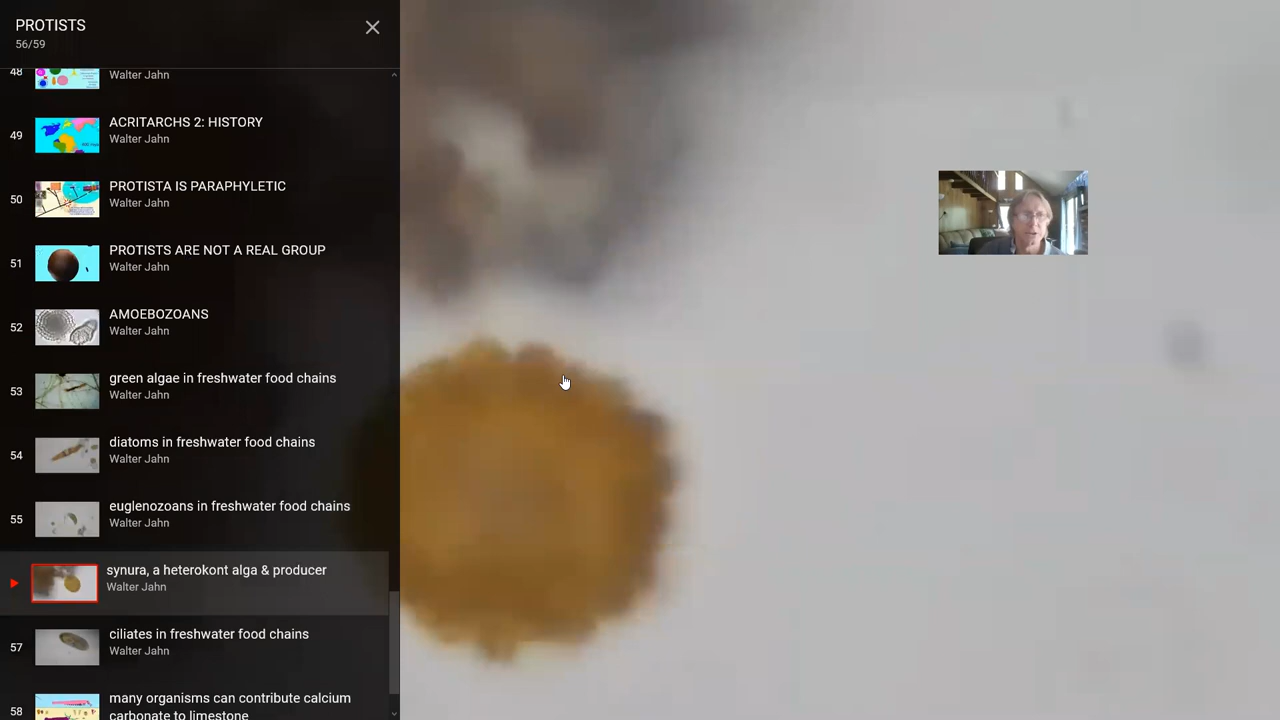 PROTISTS
56/59
48
Walter Jahn
49
ACRITARCHS 2: HISTORY
Walter Jahn
50
PROTISTA IS PARAPHYLETIC
Walter Jahn
51
PROTISTS ARE NOT A REAL GROUP
Walter Jahn
52
AMOEBOZOANS
Walter Jahn
53
green algae in freshwater food chains
Walter Jahn
54
diatoms in freshwater food chains
Walter Jahn
55
euglenozoans in freshwater food chains
Walter Jahn
synura, a heterokont alga & producer
Walter Jahn
57
ciliates in freshwater food chains
Walter Jahn
58
many organisms can contribute calcium
carbonate to limestone